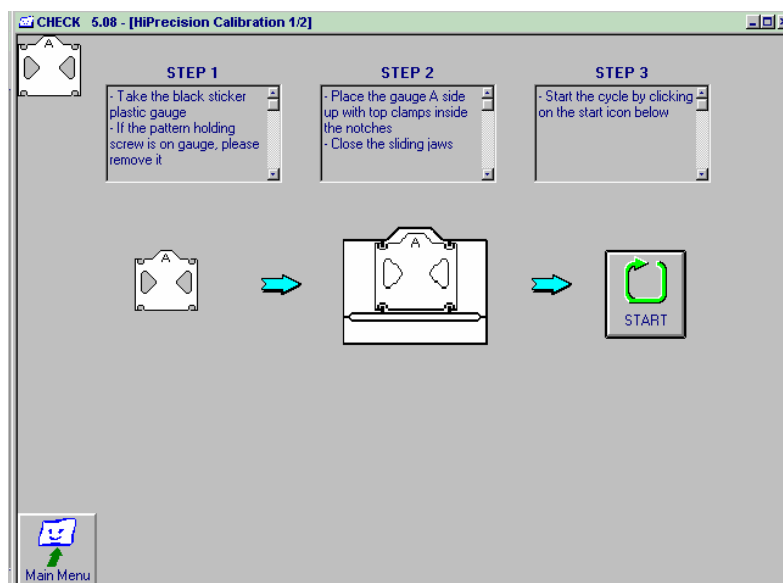 CHECK 5.08 - [HiPrecision Calibration 1/2]
A
STEP 1
- Take the black sticker
plastic gauge
- If the pattern holding
screw is on gauge, please
remove it
STEP 2
- Place the gauge A side
up with top clamps inside
the notches
- Close the sliding jaws
STEP 3
- Start the cycle by clicking
on the start icon below
A
A
START
Main Menu